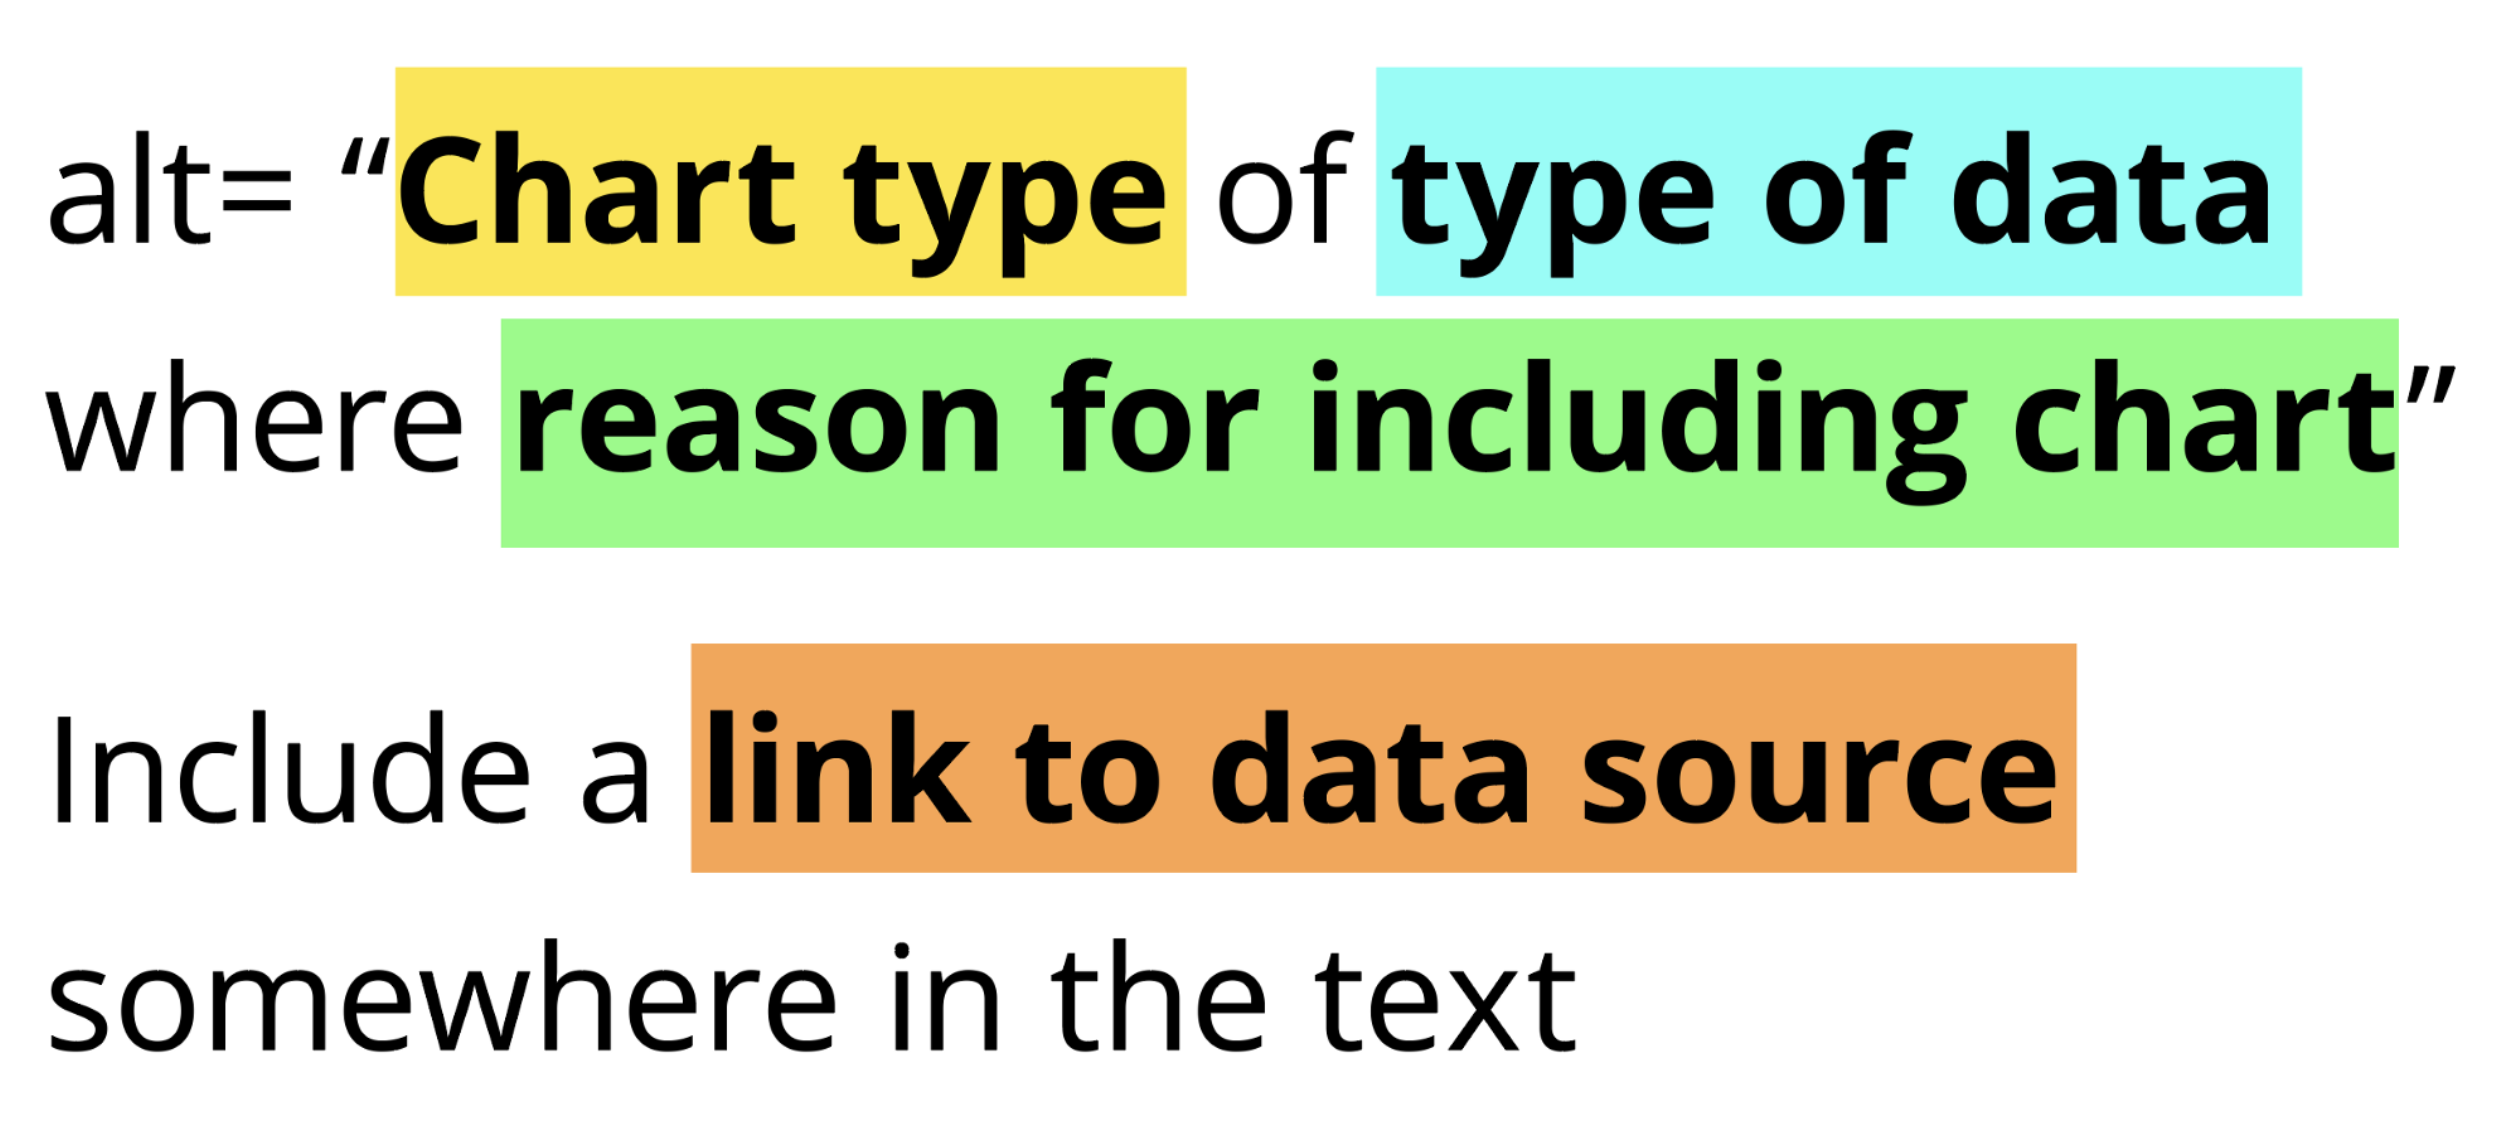 alt= “Chart type of type of data
where reason for including chart”
Include a link to data source
somewhere in the text